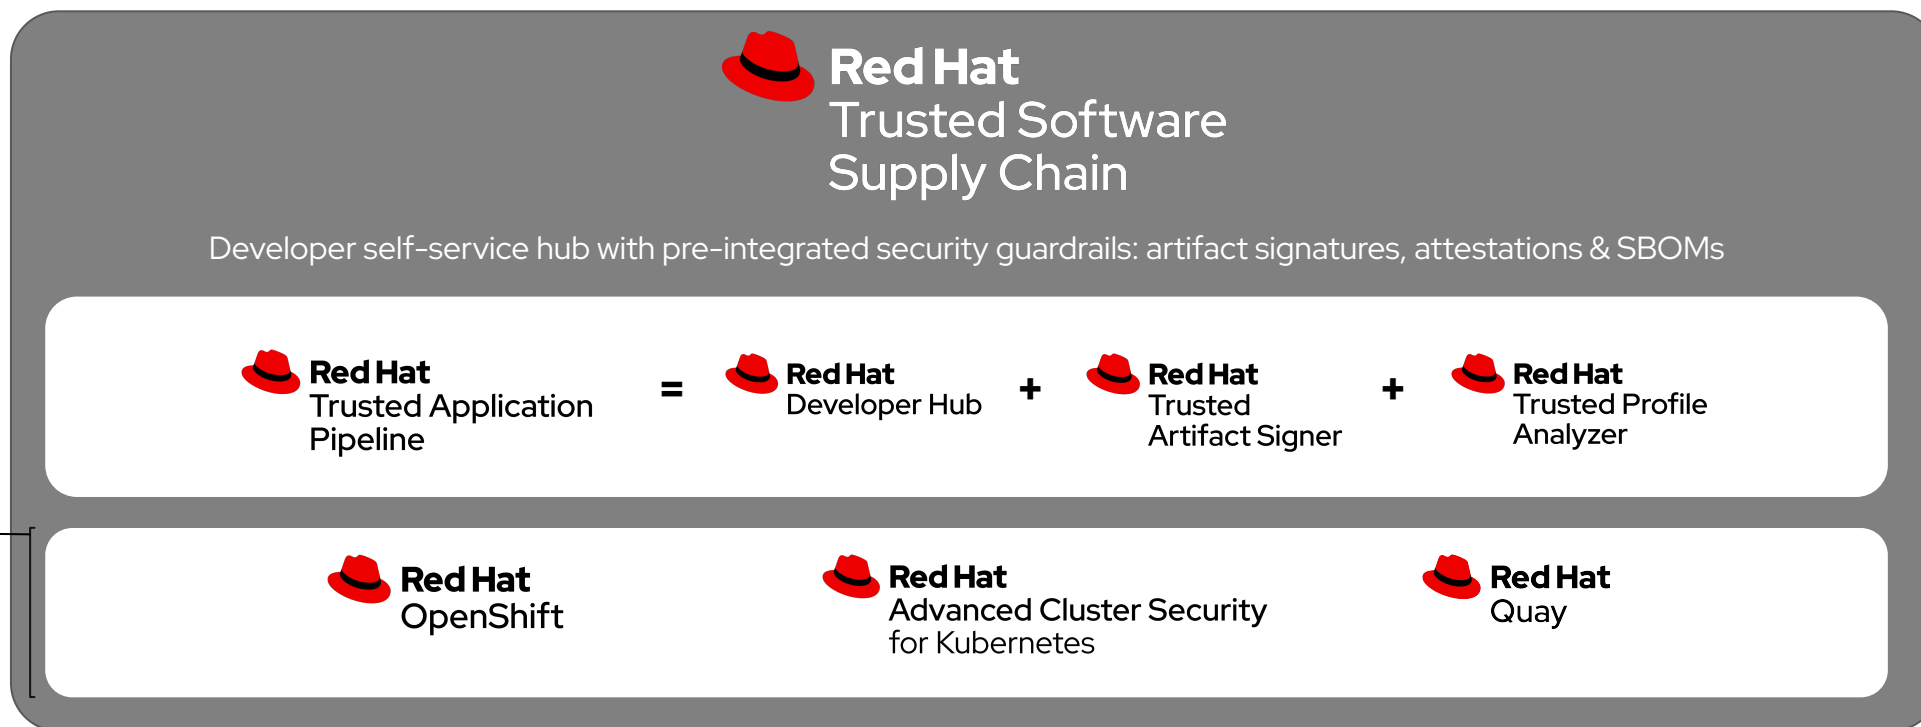 Red Hat
Trusted Software
Supply Chain
Developer self-service hub with pre-integrated security guardrails: artifact signatures, attestations & SBOMs
Red Hat
Trusted Application
Pipeline
=
Red Hat
Developer Hub
+
Red Hat
Trusted
Artifact Signer
+
Red Hat
Trusted Profile
Analyzer
Red Hat
OpenShift
Red Hat
Advanced Cluster Security
for Kubernetes
Red Hat
Quay